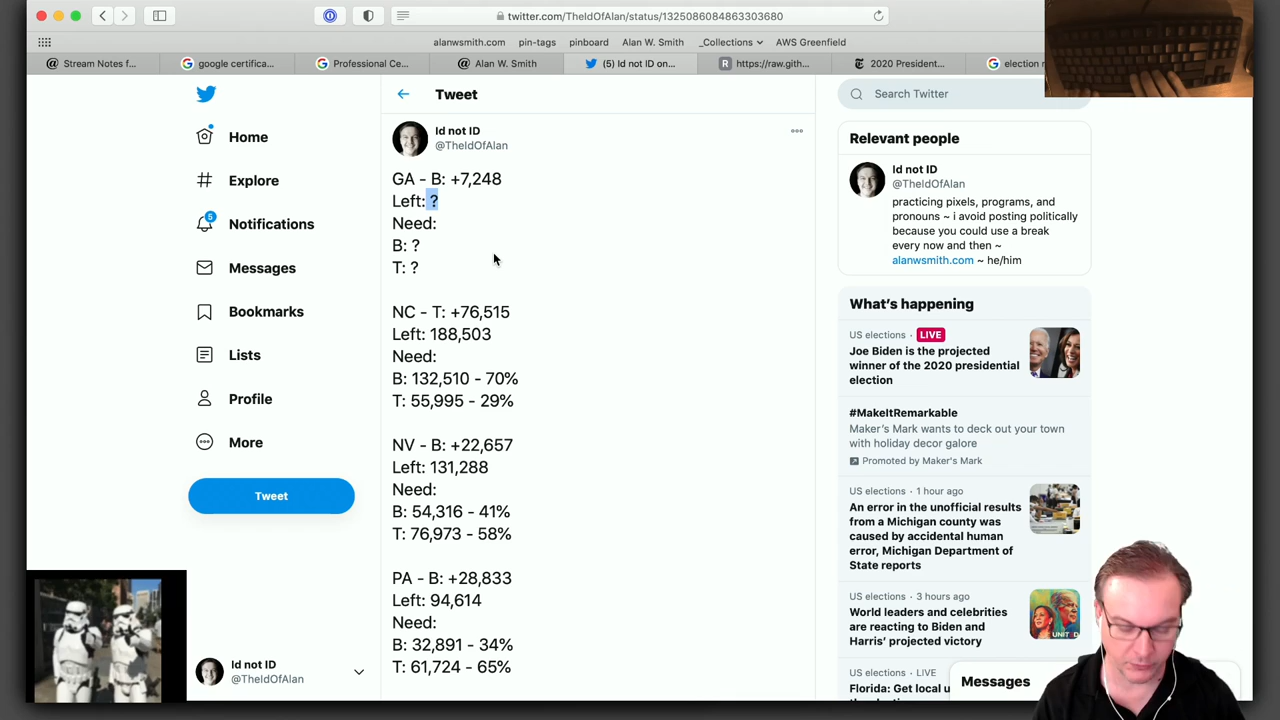 twitter.com/TheIdOfAlan/status/1325086084863303680
alanwsmith.com
pin-tags
pinboard
Alan W. Smith
_Collections
AWS Greenfield
Stream Notes f...
google certifica...
Professional Ce...
Alan W. Smith
(5) Id not ID on...
https://raw.gith...
2020 President...
election
Home
Explore
5
Notifications
Messages
Bookmarks
Lists
Profile
More
Tweet
Id not ID
@TheIdOfAlan
Tweet
Id not ID
@TheIdOfAlan
GA - B: +7,248
Left: ?
Need:
B: ?
T: ?
NC - T: +76,515
Left: 188,503
Need:
B: 132,510 - 70%
T: 55,995 - 29%
NV - B: +22,657
Left: 131,288
Need:
B: 54,316 - 41%
T: 76,973 - 58%
PA - B: +28,833
Left: 94,614
Need:
B: 32,891 - 34%
T: 61,724 - 65%
Search Twitter
Relevant people
Id not ID
@TheIdOfAlan
practicing pixels, programs, and
pronouns ~ i avoid posting politically
because you could use a break
every now and then ~
alanwsmith.com ~ he/him
What's happening
US elections · LIVE
Joe Biden is the projected
winner of the 2020 presidential
election
#MakeItRemarkable
Maker's Mark wants to deck out your town
with holiday decor galore
Promoted by Maker's Mark
US elections · 1 hour ago
An error in the unofficial results
from a Michigan county was
caused by accidental human
error, Michigan Department of
State reports
US elections · 3 hours ago
World leaders and celebrities
are reacting to Biden and
Harris' projected victory
US elections · LIVE
Florida: Get local
Messages